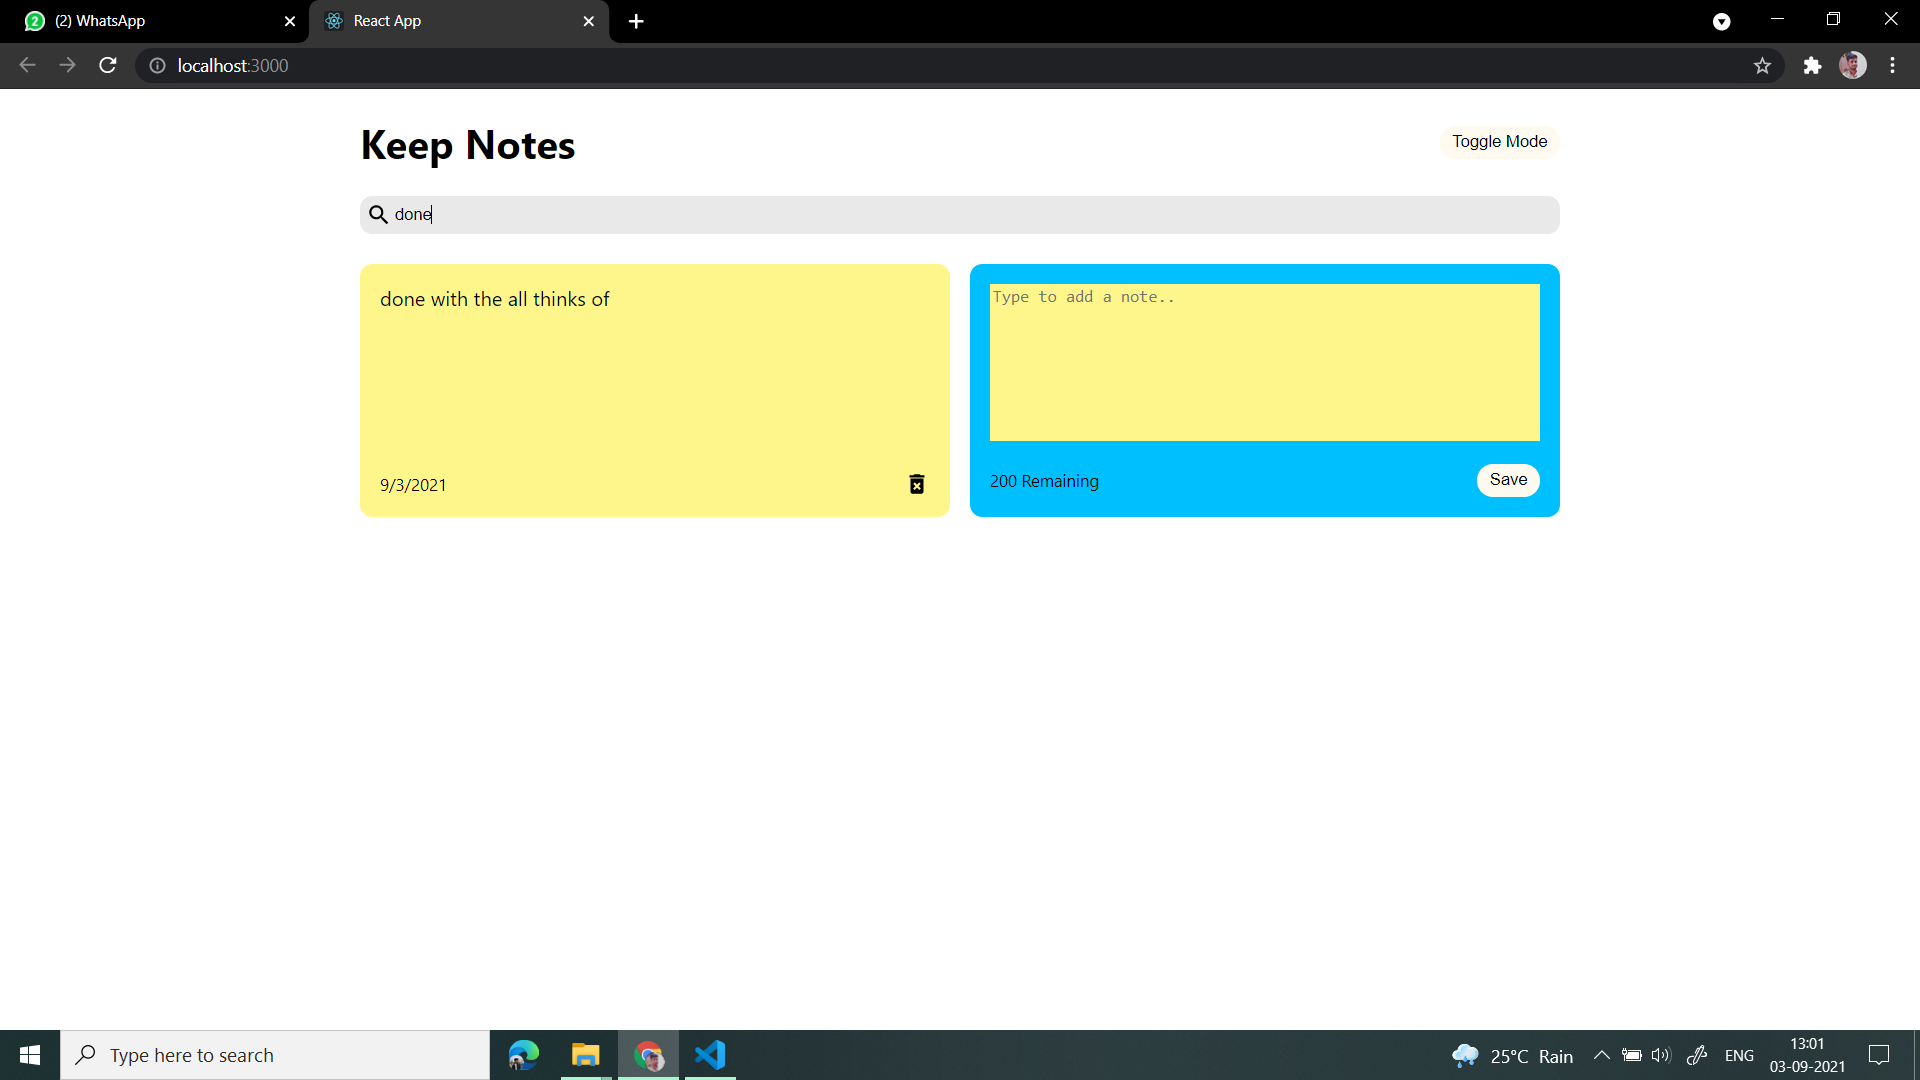 (2) WhatsApp
React App
localhost:3000
Keep Notes
Toggle Mode
done
done with the all thinks of
9/3/2021
Type to add a note..
200 Remaining
Save
Type here to search
25°C Rain
ENG
13:01
03-09-2021